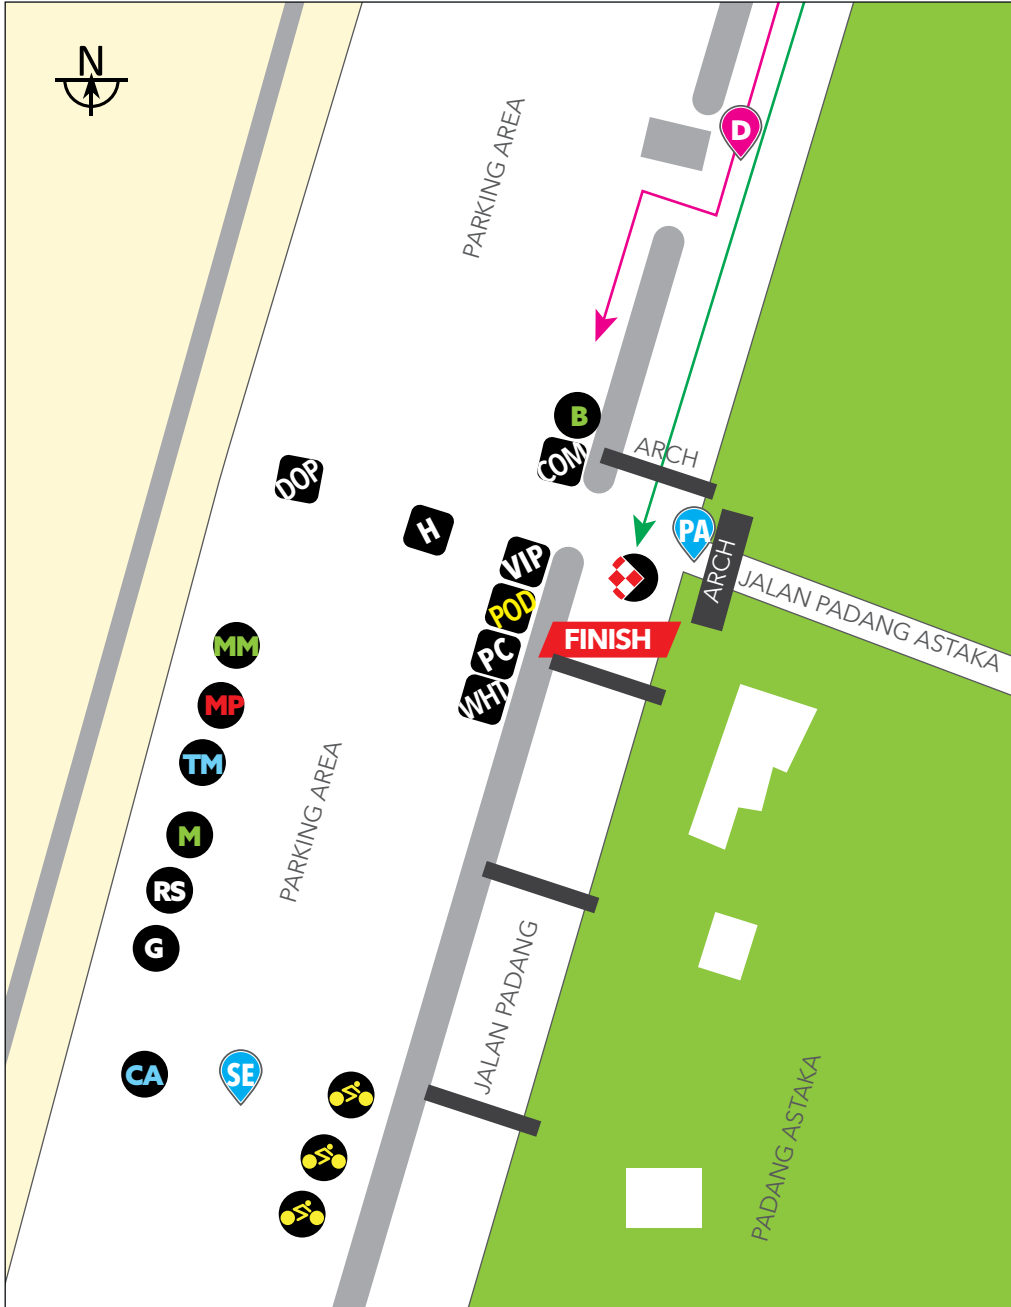 N
D
PARKING AREA
B
COM
ARCH
DOP
H
PA
ARCH
VIP
JALAN PADANG ASTAKA
POD
FINISH
PC
WHT
MM
MP
TM
M
RS
G
PARKING AREA
JALAN PADANG
CA
SE
PADANG ASTAKA